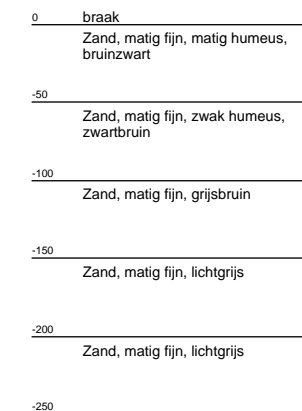 0 braak
Zand, matig fijn, matig humeus,
bruinzwart
-50
Zand, matig fijn, zwak humeus,
zwartbruin
-100
Zand, matig fijn, grijsbruin
-150
Zand, matig fijn, lichtgrijs
-200
Zand, matig fijn, lichtgrijs
-250